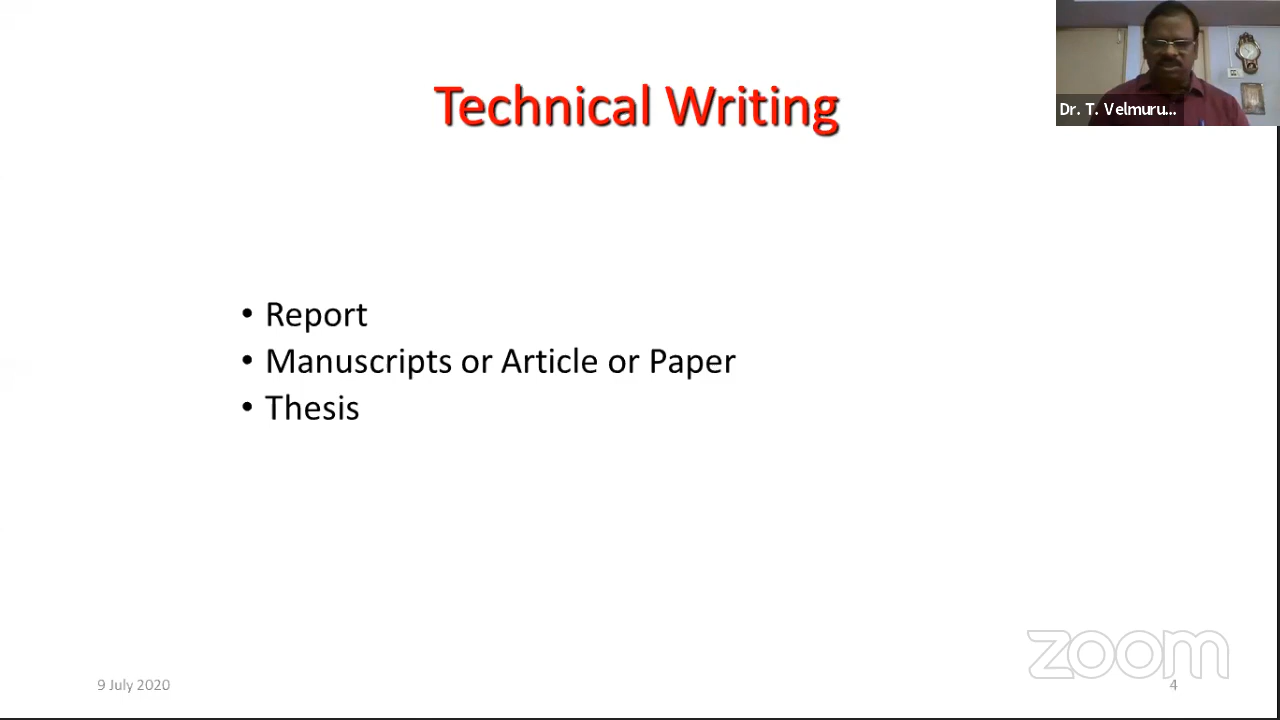 Technical Writing
Dr. T. Velmuru...
• Report
• Manuscripts or Article or Paper
• Thesis
zoom
9 July 2020
4